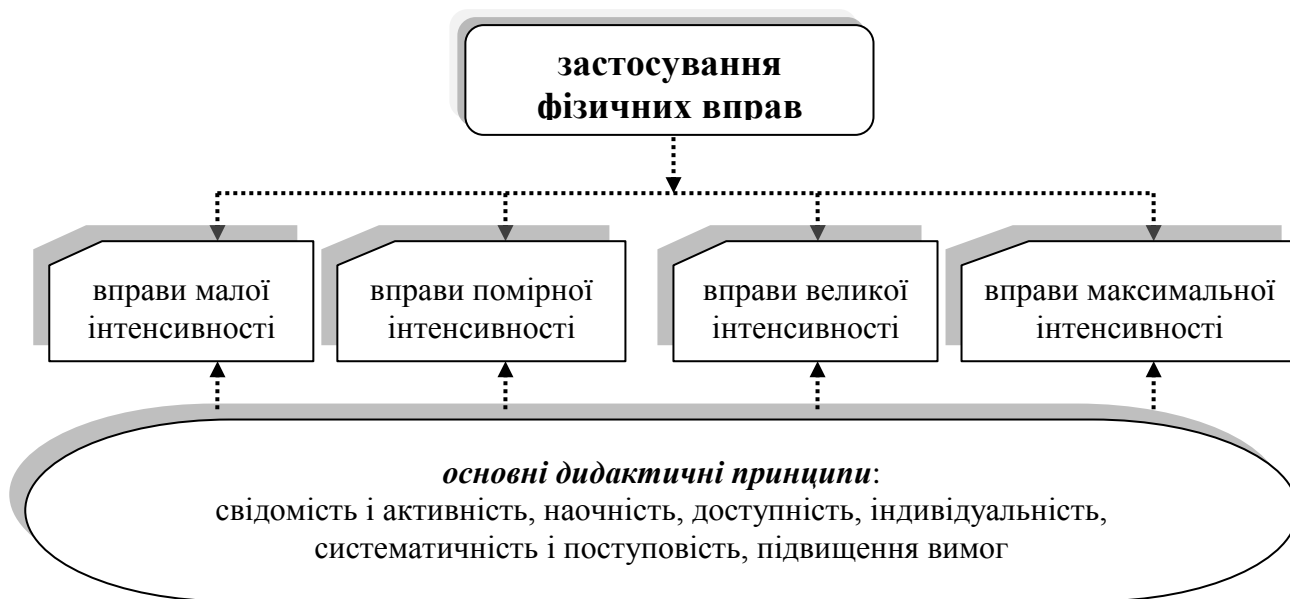 застосування
фізичних вправ
вправи малої
інтенсивності
вправи помірної
інтенсивності
вправи великої
інтенсивності
вправи максимальної
інтенсивності
основні дидактичні принципи:
свідомість і активність, наочність, доступність, індивідуальність,
систематичність і поступовість, підвищення вимог